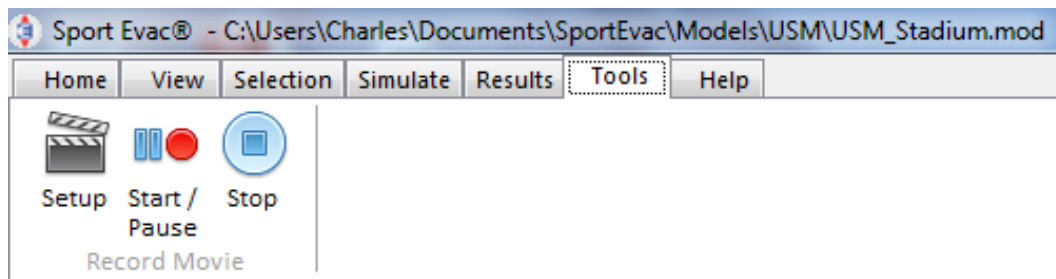 Sport Evac® - C:\Users\Charles\Documents\SportEvac\Models\USM\USM_Stadium.mod
Home View Selection Simulate Results Tools Help
Setup Start / Pause Stop
Record Movie